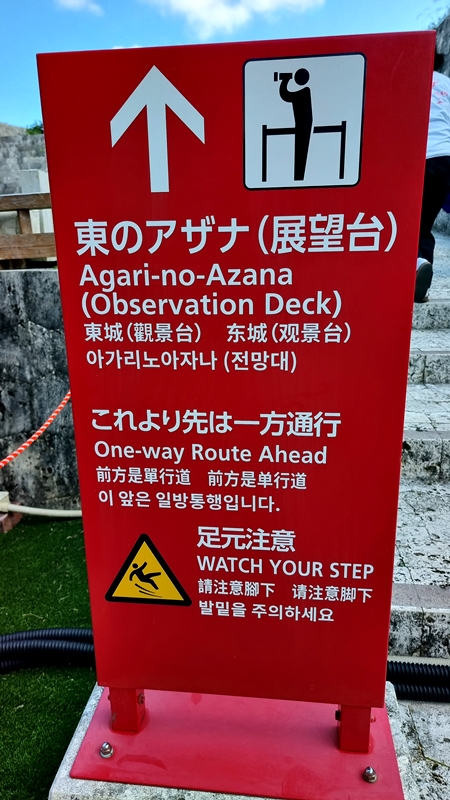 東のアザナ(展望台)
Agari-no-Azana
(Observation Deck)
東城(觀景台) 东城(观景台)
아가리노아자나 (전망대)
これより先は一方通行
One-way Route Ahead
前方是單行道 前方是单行道
이 앞은 일방통행입니다.
足元注意
WATCH YOUR STEP
請注意腳下 请注意脚下
발밑을 주의하세요